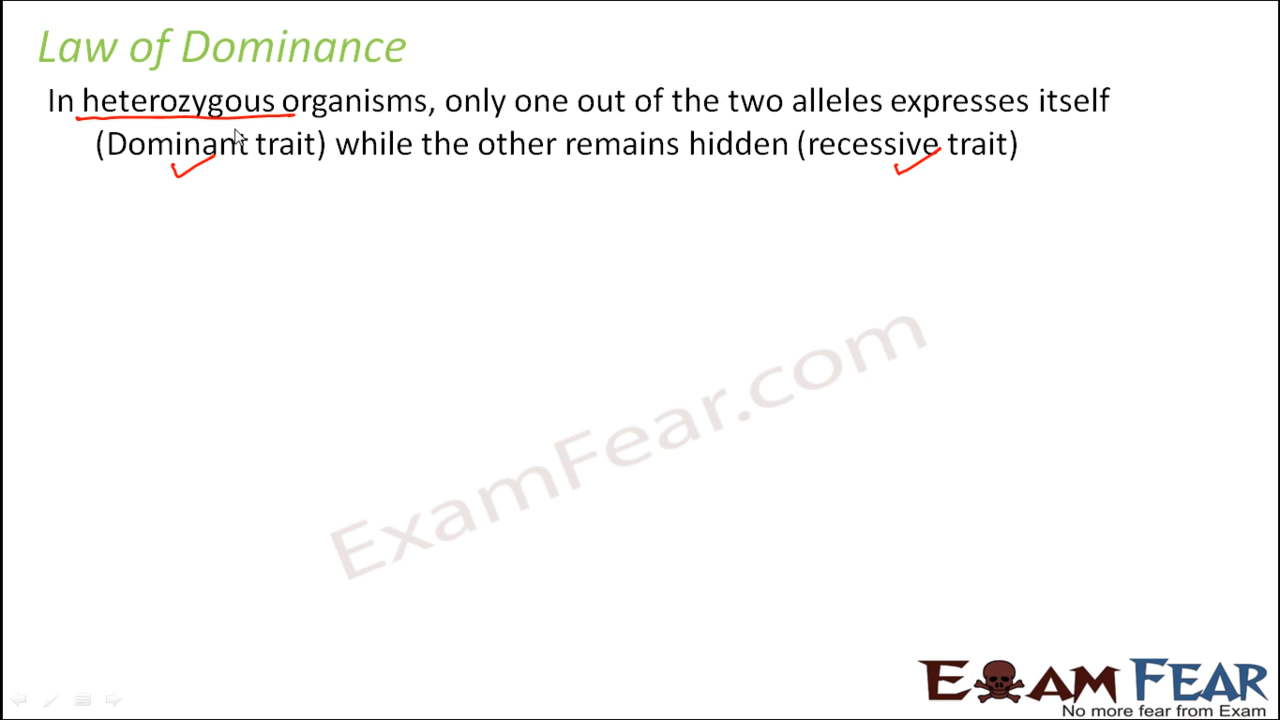 Law of Dominance
In heterozygous organisms, only one out of the two alleles expresses itself
(Dominant trait) while the other remains hidden (recessive trait)
ExamFear.com
EXAM FEAR
No more fear from Exam